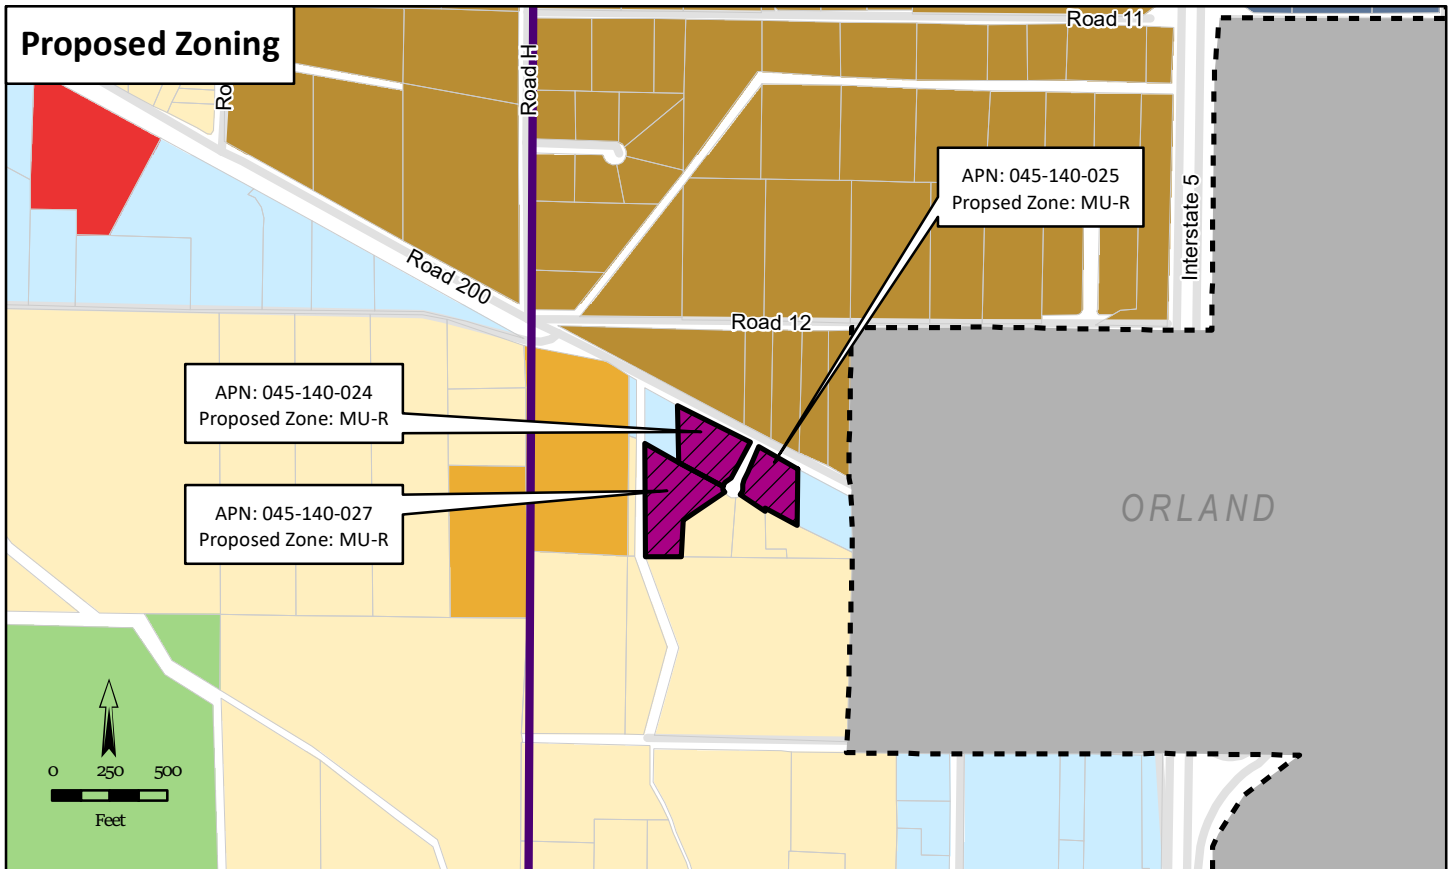 Proposed Zoning
Road 11
Road H
Ro
APN: 045-140-025
Propsed Zone: MU-R
Interstate 5
Road 200
Road 12
APN: 045-140-024
Proposed Zone: MU-R
APN: 045-140-027
Proposed Zone: MU-R
ORLAND
0 250 500
Feet